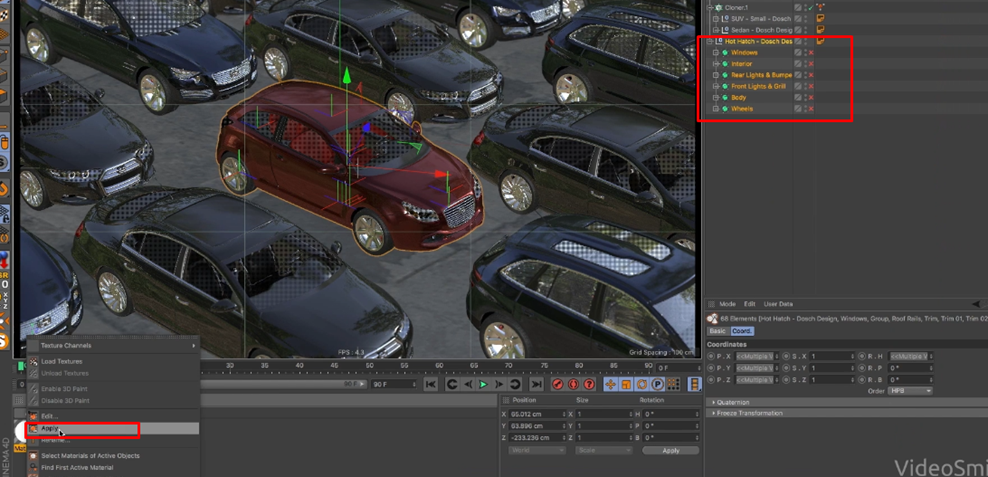 Cloner.1
SUV - Small - Dosch
Sedan - Dosch Desig
Hot Hatch - Dosch Des
Windows
Interior
Rear Lights & Bumpe
Front Lights & Grill
Body
Wheels
FPS : 4.3
Grid Spacing : 100 cm
Mode Edit User Data
68 Elements [Hot Hatch - Dosch Design, Windows, Group, Roof Rails, Trim, Trim 01, Trim 02
Basic Coord.
Coordinates
P . X <<Multiple V S . X 1 R . H <<Multiple V
P . Y <<Multiple V S . Y 1 R . P 0 °
P . Z <<Multiple V S . Z 1 R . B 0 °
Order HPB
Quaternion
Freeze Transformation
Texture Channels
Load Textures
Unload Textures
Enable 3D Paint
Disable 3D Paint
Edit...
Apply
Rename...
Select Materials of Active Objects
Find First Active Material
30 35 40 45 50 55 60 65 70 75 80 85 90
0 F
90 F 90 F
Position Size Rotation
X 65.012 cm X 1 H 0 °
Y 93.896 cm Y 1 P 0 °
Z -233.236 cm Z 1 B 0 °
World Scale Apply
CINEMA4D
VideoSmi